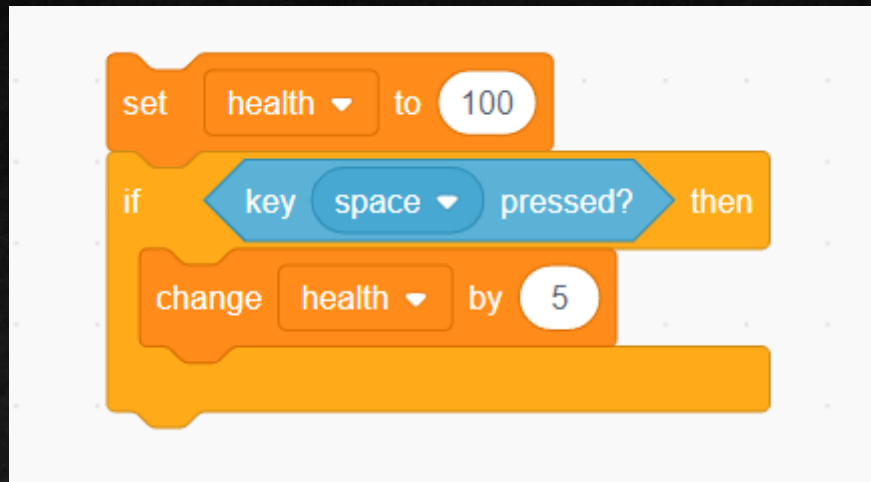 set health to 100
if key space pressed? then
change health by 5